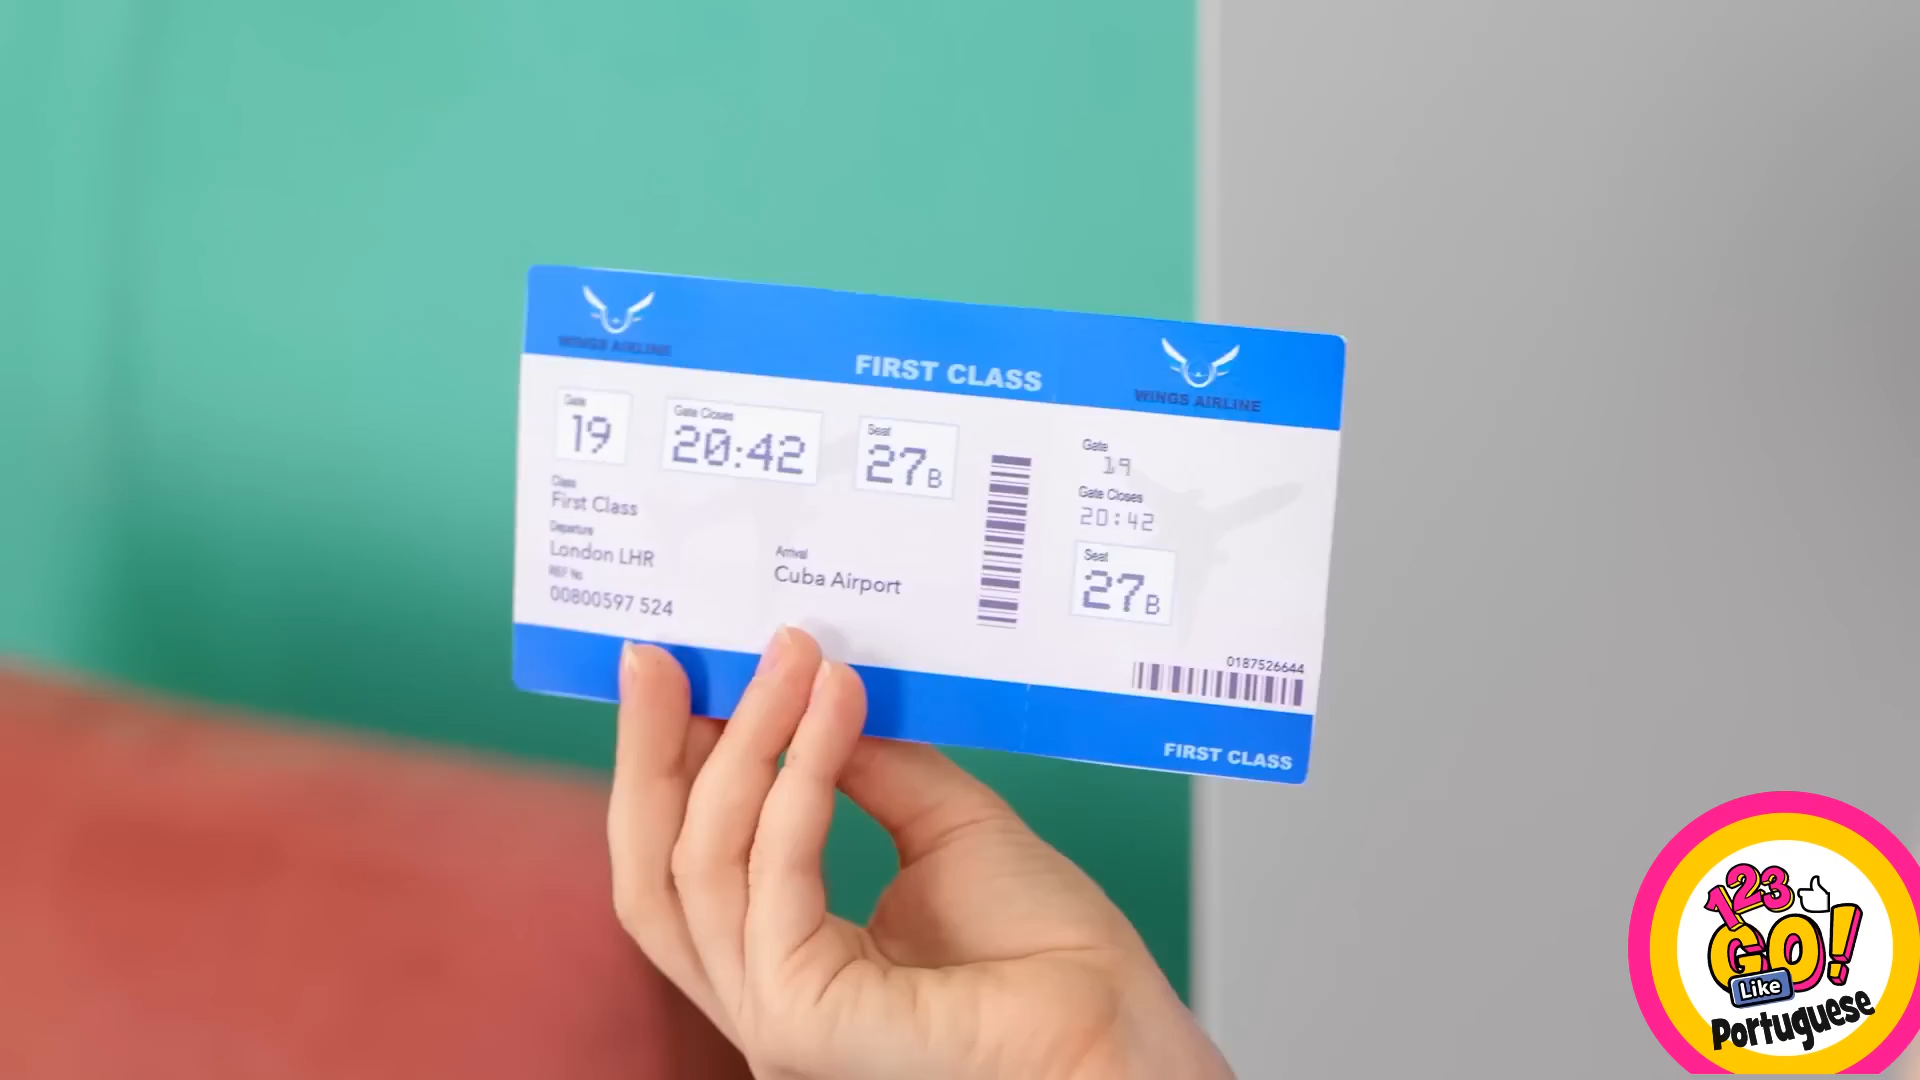 WINGS AIRLINE
FIRST CLASS
WINGS AIRLINE
Gate
19
Gate Closes
20:42
Seat
27B
Class
First Class
Departure
London LHR
REF No
00800597 524
Arrival
Cuba Airport
Gate
19
Gate Closes
20:42
Seat
27B
0187526644
FIRST CLASS
123
GO!
Like
Portuguese